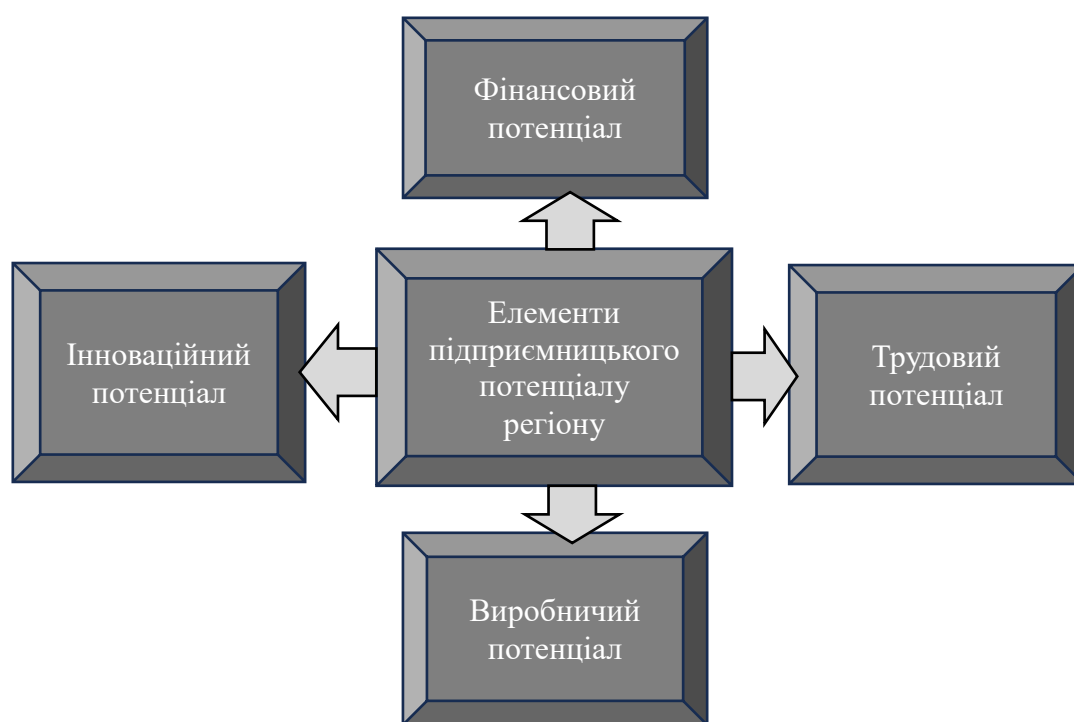 Фінансовий
потенціал
Інноваційний
потенціал
Елементи
підприємницького
потенціалу
регіону
Трудовий
потенціал
Виробничий
потенціал